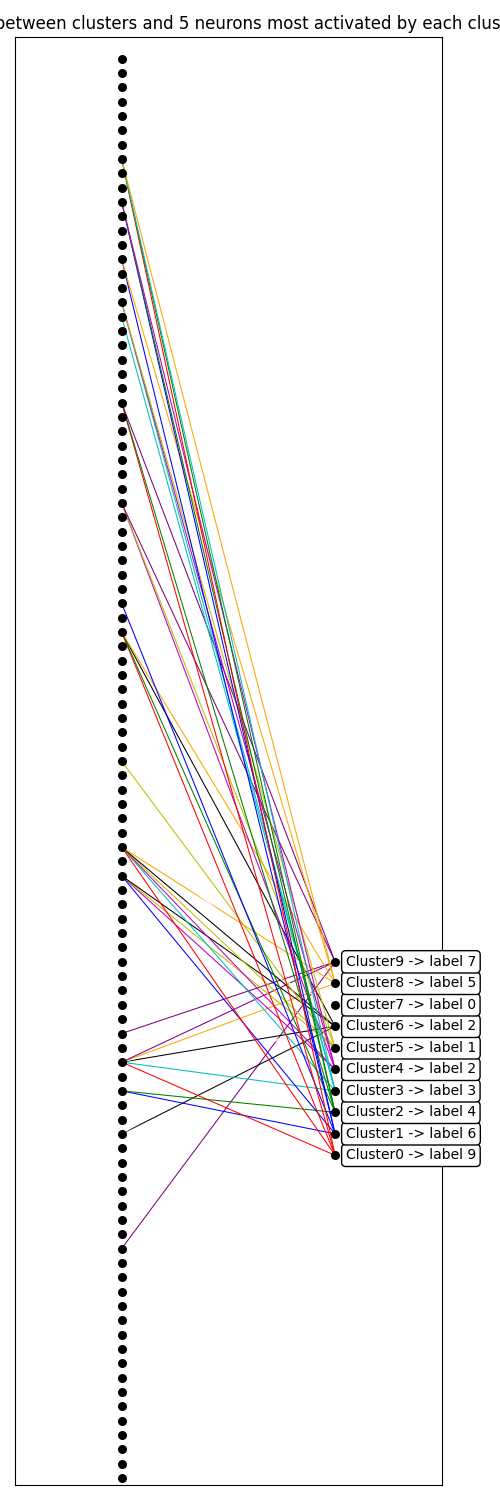 between clusters and 5 neurons most activated by each
Cluster9 -> label 7
Cluster8 -> label 5
Cluster7 -> label 0
Cluster6 -> label 2
Cluster5 -> label 1
Cluster4 -> label 2
Cluster3 -> label 3
Cluster2 -> label 4
Cluster1 -> label 6
Cluster0 -> label 9